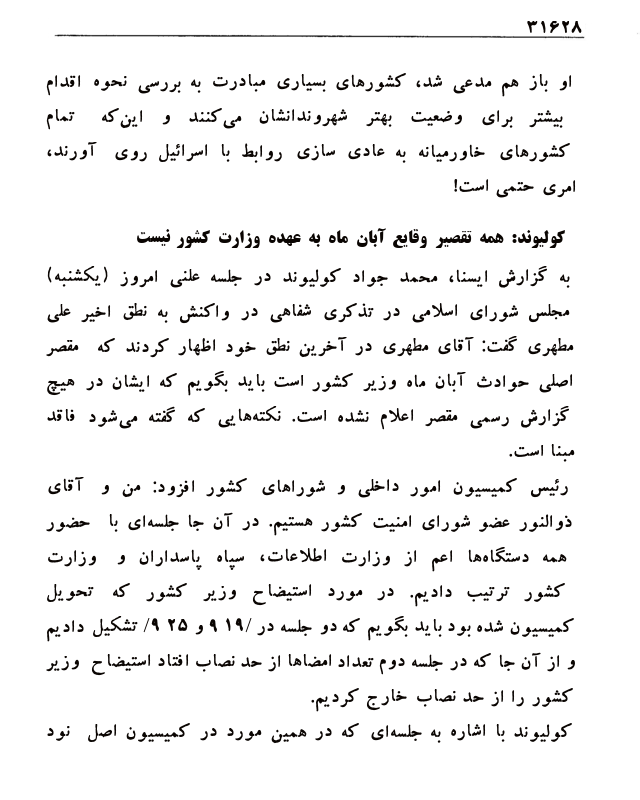 ۳۱۶۲۸
او باز هم مدعی شد، کشورهای بسیاری مبادرت به بررسی نحوه اقدام
بیشتر برای وضعیت بهتر شهروندانشان می‌کنند و این‌که تمام
کشورهای خاورمیانه به عادی سازی روابط با اسرائیل روی آورند،
امری حتمی است!
کولیوند: همه تقصیر وقایع آبان ماه به عهده وزارت کشور نیست
به گزارش ایسنا، محمد جواد کولیوند در جلسه علنی امروز (یکشنبه)
مجلس شورای اسلامی در تذکری شفاهی در واکنش به نطق اخیر علی
مطهری گفت: آقای مطهری در آخرین نطق خود اظهار کردند که مقصر
اصلی حوادث آبان ماه وزیر کشور است باید بگویم که ایشان در هیچ
گزارش رسمی مقصر اعلام نشده است. نکته‌هایی که گفته می‌شود فاقد
مبنا است.
رئیس کمیسیون امور داخلی و شوراهای کشور افزود: من و آقای
ذوالنور عضو شورای امنیت کشور هستیم. در آن جا جلسه‌ای با حضور
همه دستگاه‌ها اعم از وزارت اطلاعات، سپاه پاسداران و وزارت
کشور ترتیب دادیم. در مورد استیضاح وزیر کشور که تحویل
کمیسیون شده بود باید بگویم که دو جلسه در /۱۹ ۹ و ۲۵ ۹/ تشکیل دادیم
و از آن جا که در جلسه دوم تعداد امضاها از حد نصاب افتاد استیضاح وزیر
کشور را از حد نصاب خارج کردیم.
کولیوند با اشاره به جلسه‌ای که در همین مورد در کمیسیون اصل نود